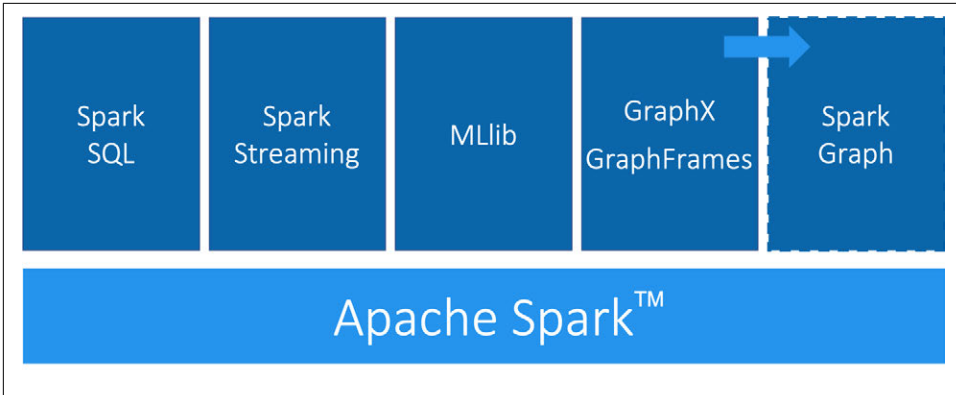 Spark
SQL
Spark
Streaming
MLlib
GraphX
GraphFrames
Spark
Graph
Apache Spark™